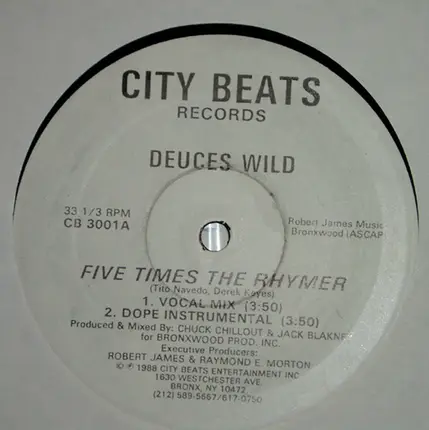 CITY BEATS
RECORDS
DEUCES WILD
33 1/3 RPM
CB 3001A
Robert James Music
Bronxwood (ASCAP
FIVE TIMES THE RHYMER
(Tito Navedo, Derek Keyes)
1. VOCAL MIX (3:50)
2. DOPE INSTRUMENTAL (3:50)
Produced & Mixed By: CHUCK CHILLOUT & JACK BLAKNEY
for BRONXWOOD PROD. INC.
Executive Producers:
ROBERT JAMES & RAYMOND E. MORTON
© ℗ 1988 CITY BEATS ENTERTAINMENT INC
1630 WESTCHESTER AVE.
BRONX, NY 10472
(212) 589-5667/617-0750